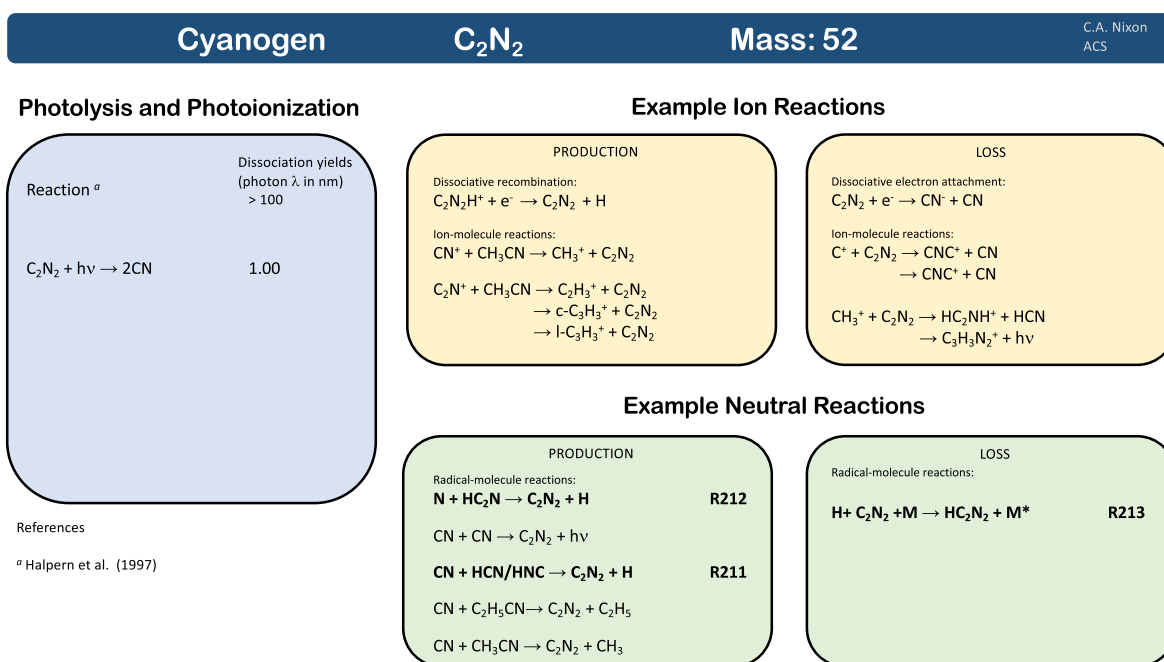 Cyanogen C₂N₂ Mass: 52
C.A. Nixon
ACS
Photolysis and Photoionization
Dissociation yields
(photon λ in nm)
Reaction ᵃ
> 100
C₂N₂ + hν → 2CN 1.00
References
ᵃ Halpern et al. (1997)
Example Ion Reactions
PRODUCTION
Dissociative recombination:
C₂N₂H⁺ + e⁻ → C₂N₂ + H
Ion-molecule reactions:
CN⁺ + CH₃CN → CH₃⁺ + C₂N₂
C₂N⁺ + CH₃CN → C₂H₃⁺ + C₂N₂
→ c-C₃H₃⁺ + C₂N₂
→ l-C₃H₃⁺ + C₂N₂
LOSS
Dissociative electron attachment:
C₂N₂ + e⁻ → CN⁻ + CN
Ion-molecule reactions:
C⁺ + C₂N₂ → CNC⁺ + CN
→ CNC⁺ + CN
CH₃⁺ + C₂N₂ → HC₂NH⁺ + HCN
→ C₃H₃N₂⁺ + hν
Example Neutral Reactions
PRODUCTION
Radical-molecule reactions:
N + HC₂N → C₂N₂ + H R212
CN + CN → C₂N₂ + hν
CN + HCN/HNC → C₂N₂ + H R211
CN + C₂H₅CN→ C₂N₂ + C₂H₅
CN + CH₃CN → C₂N₂ + CH₃
LOSS
Radical-molecule reactions:
H+ C₂N₂ +M → HC₂N₂ + M* R213